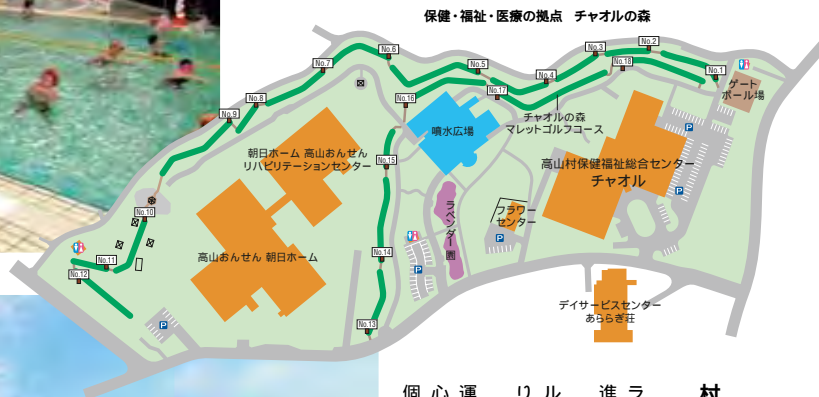 保健・福祉・医療の拠点 チャオルの森
No.1
No.2
No.3
No.4
No.5
No.6
No.7
No.8
No.9
No.10
No.11
No.12
No.13
No.14
No.15
No.16
No.17
No.18
ゲート
ボール場
チャオルの森
マレットゴルフコース
噴水広場
朝日ホーム 高山おんせん
リハビリテーションセンター
高山村保健福祉総合センター
チャオル
ラベンダー園
フラワー
センター
高山おんせん 朝日ホーム
デイサービスセンター
あららぎ荘
P
P
P
P
P
個 心 運 り ル 進 ラ 村